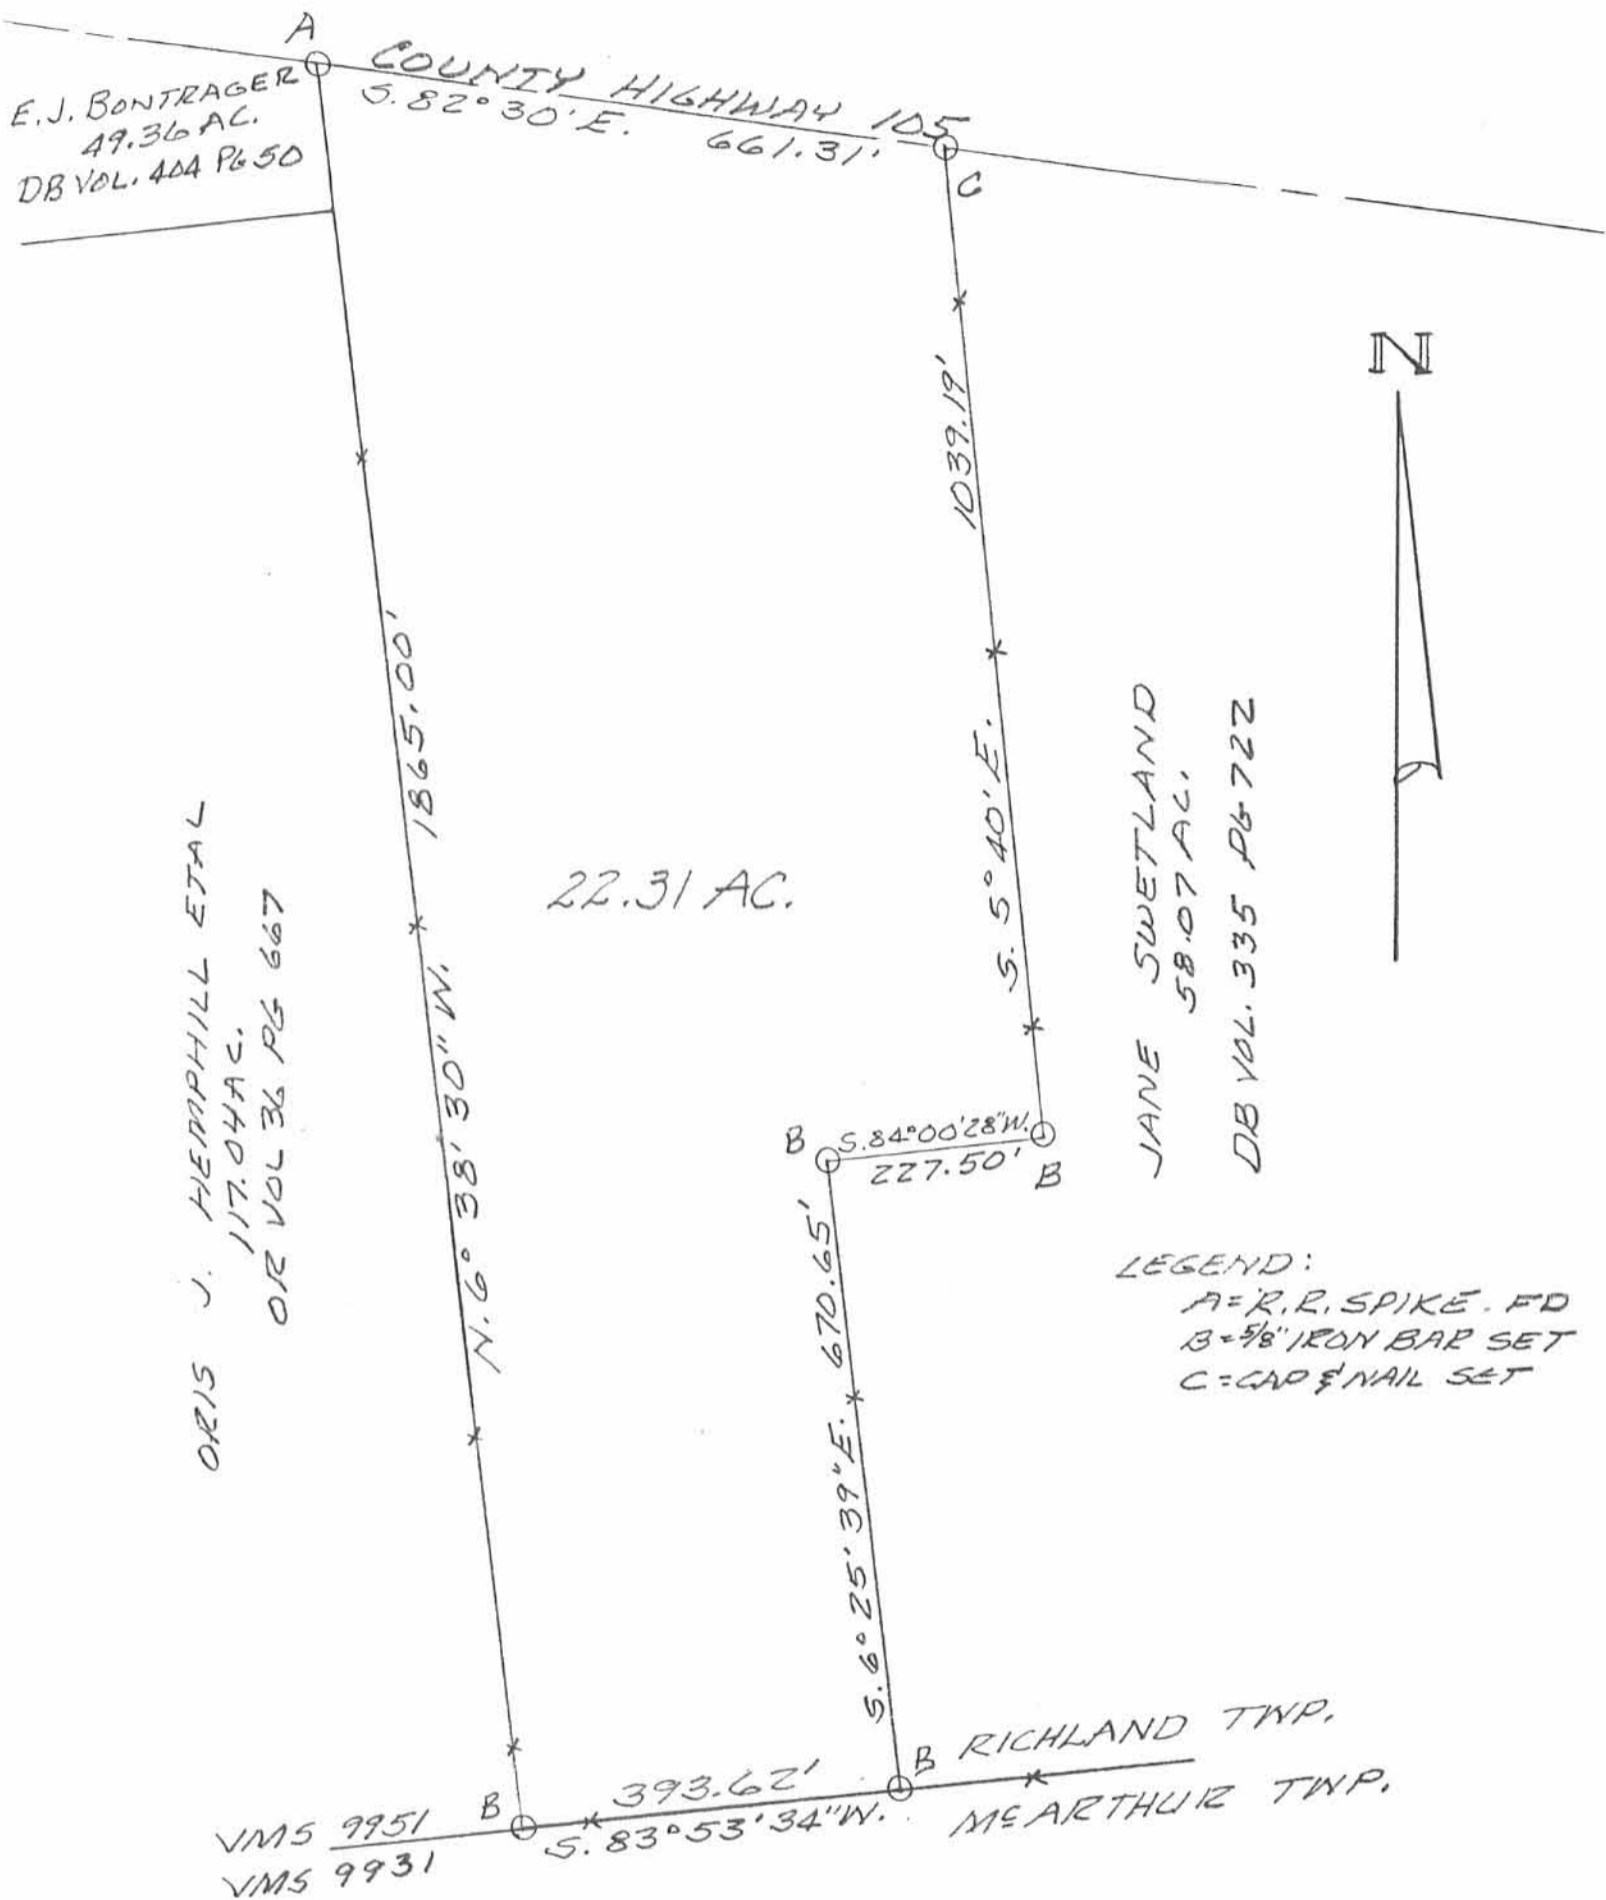 A
COUNTY HIGHWAY 105
S. 82° 30' E. 661.31'
C
E.J. BONTRAGER
49.36 AC.
DB VOL. 404 PG 50
N
1039.19'
S. 5° 40' E.
1865.00'
N. 6° 38' 30" W.
22.31 AC.
ORIS J. HEMPHILL ETAL
117.04 AC.
OR VOL 36 PG 667
JANE SWETLAND
58.07 AC.
DB VOL. 335 PG 722
B
S. 84° 00' 28" W.
227.50'
B
670.65'
S. 6° 25' 39" E.
LEGEND:
A = R.R. SPIKE. FD
B = 5/8" IRON BAR SET
C = CAP & NAIL SET
B
RICHLAND TWP.
McARTHUR TWP.
393.62'
S. 83° 53' 34" W.
B
VMS 9951
VMS 9931